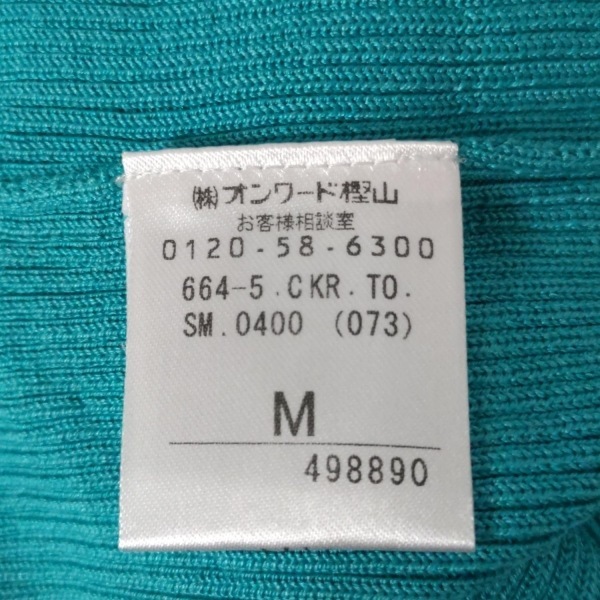 ㈱オンワード樫山
お客様相談室
0120-58-6300
664-5.CKR.TO.
SM.0400 (073)
M
498890